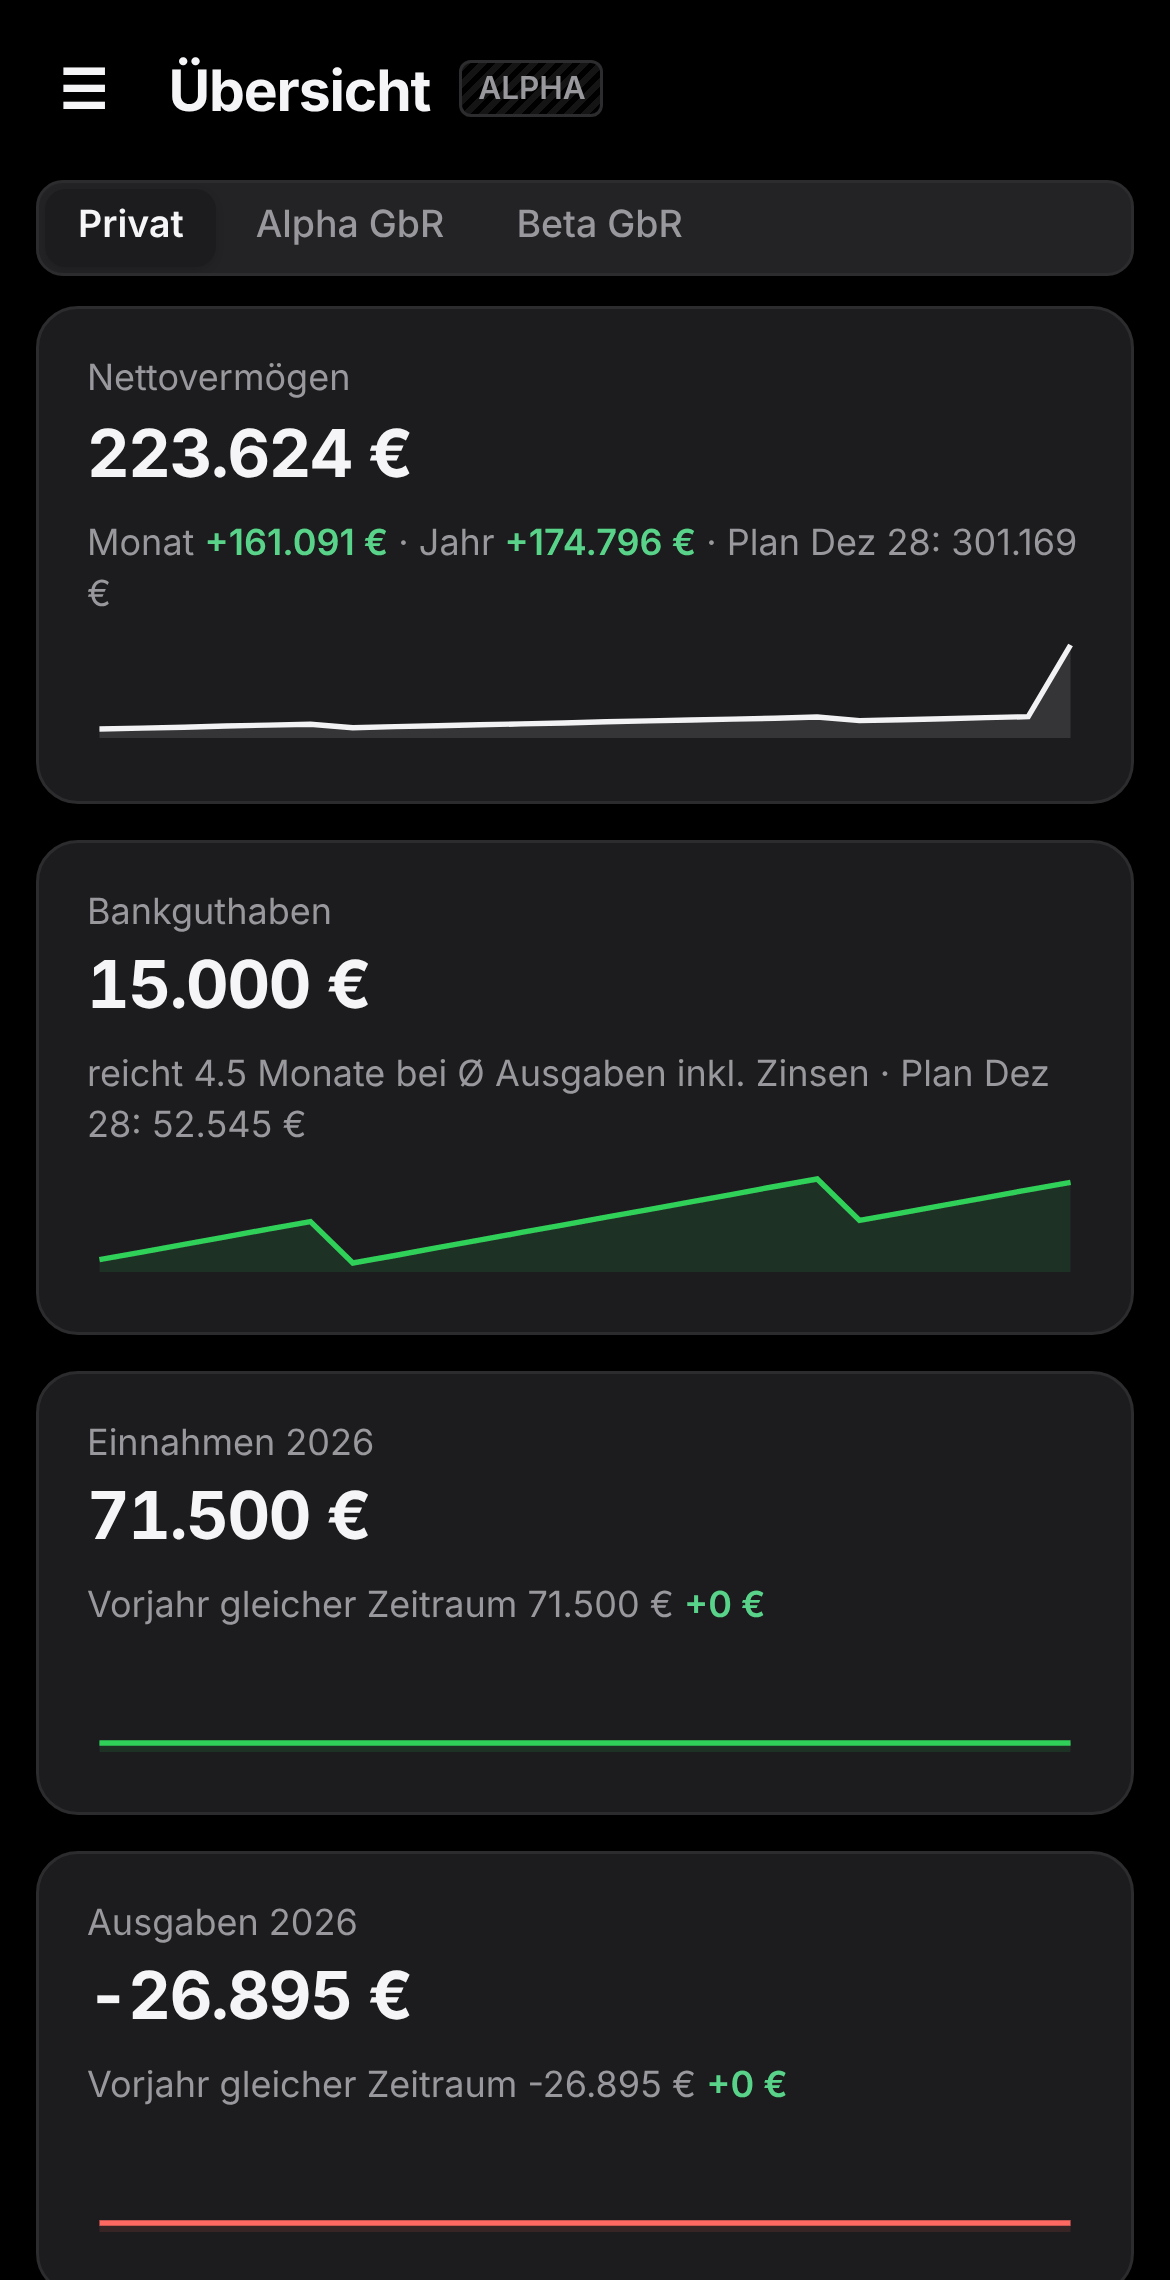 ☰ Übersicht ALPHA
Privat Alpha GbR Beta GbR
Nettovermögen
223.624 €
Monat +161.091 € · Jahr +174.796 € · Plan Dez 28: 301.169
€
Bankguthaben
15.000 €
reicht 4.5 Monate bei Ø Ausgaben inkl. Zinsen · Plan Dez
28: 52.545 €
Einnahmen 2026
71.500 €
Vorjahr gleicher Zeitraum 71.500 € +0 €
Ausgaben 2026
-26.895 €
Vorjahr gleicher Zeitraum -26.895 € +0 €